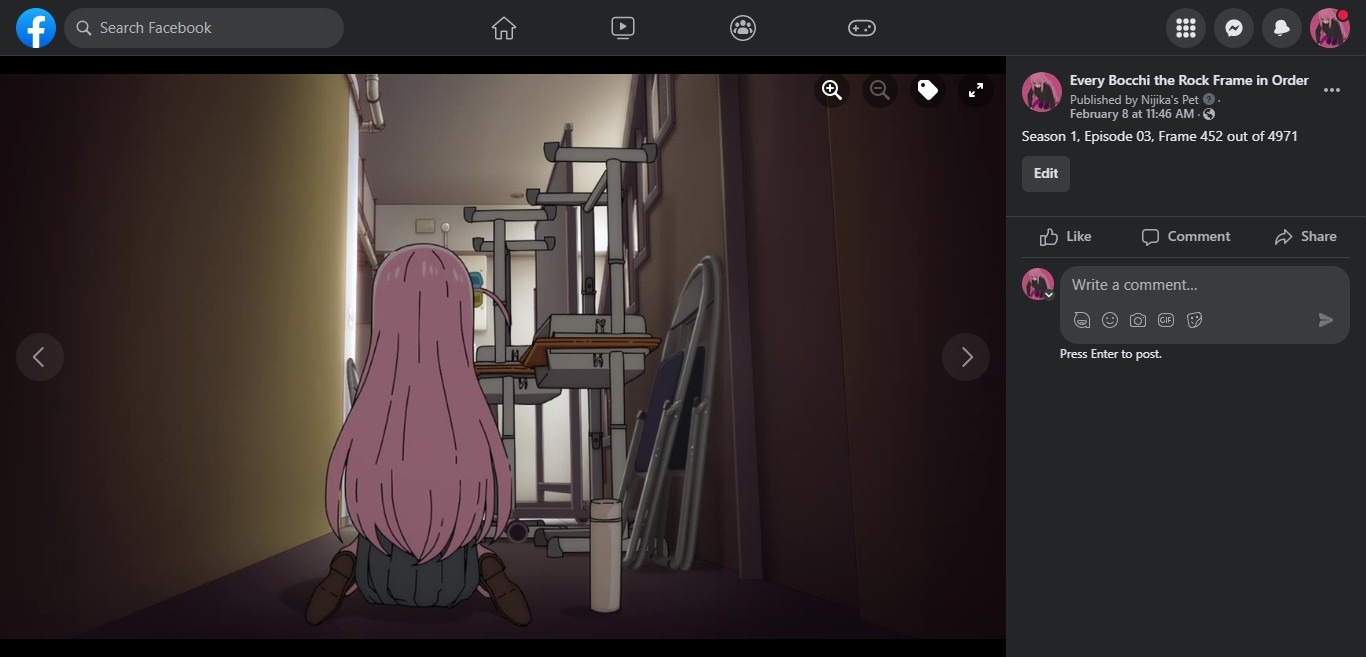 Search Facebook
Every Bocchi the Rock Frame in Order
Published by Nijika's Pet ·
February 8 at 11:46 AM ·
Season 1, Episode 03, Frame 452 out of 4971
Edit
Like
Comment
Share
Write a comment...
GIF
Press Enter to post.